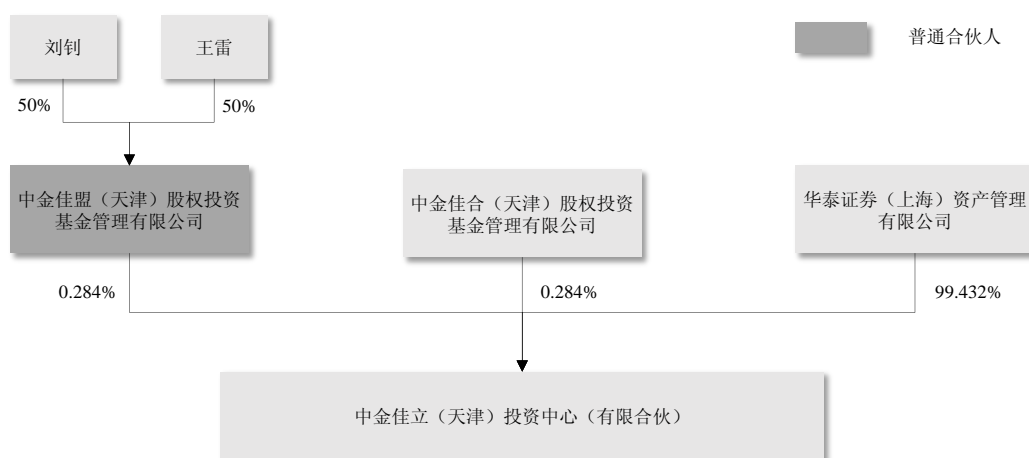 刘钊
王雷
普通合伙人
50%
50%
中金佳盟（天津）股权投资
基金管理有限公司
中金佳合（天津）股权投资
基金管理有限公司
华泰证券（上海）资产管理
有限公司
0.284%
0.284%
99.432%
中金佳立（天津）投资中心（有限合伙）